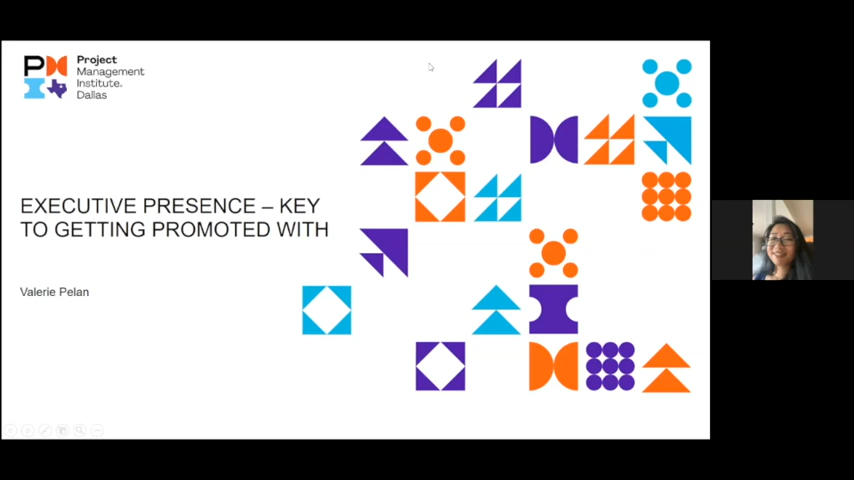 Project
Management
Institute.
Dallas
EXECUTIVE PRESENCE – KEY
TO GETTING PROMOTED WITH
Valerie Pelan